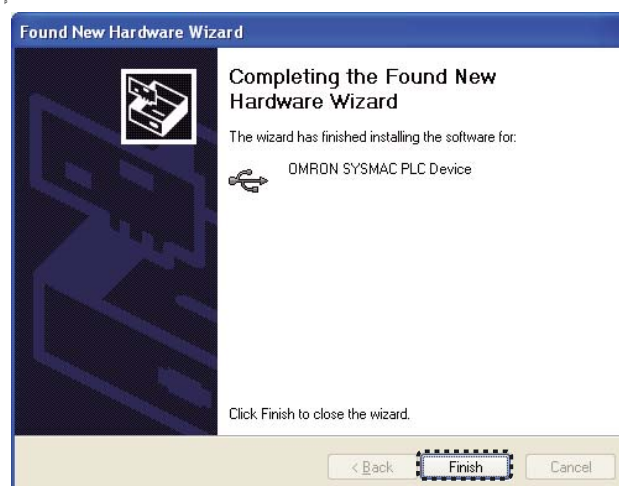 Found New Hardware Wizard
Completing the Found New
Hardware Wizard
The wizard has finished installing the software for:
OMRON SYSMAC PLC Device
Click Finish to close the wizard.
< Back Finish Cancel